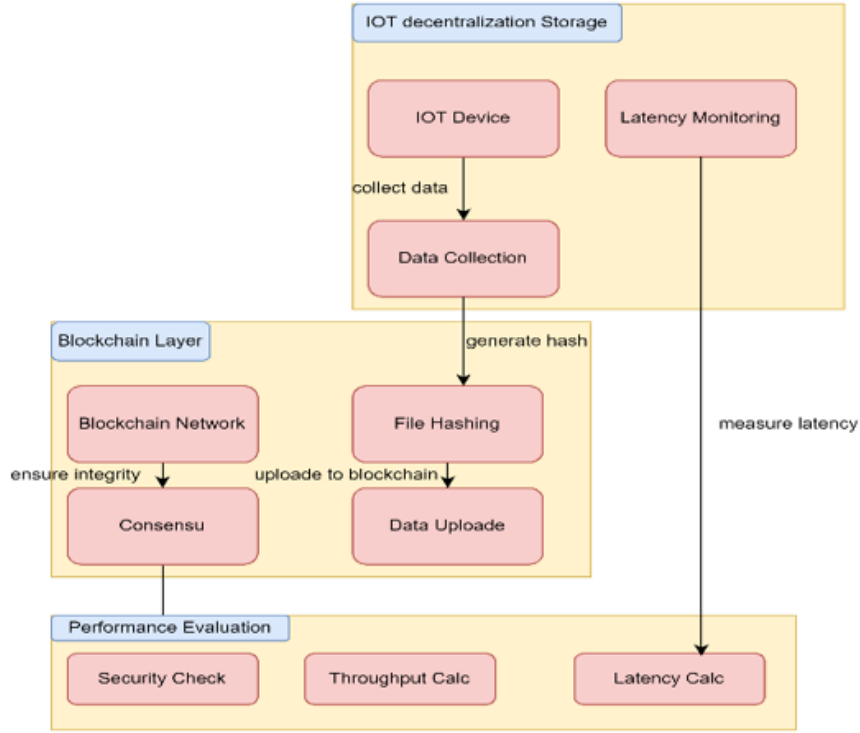 IOT decentralization Storage
IOT Device
Latency Monitoring
collect data
Data Collection
Blockchain Layer
generate hash
Blockchain Network
File Hashing
measure latency
ensure integrity
uploade to blockchain
Consensu
Data Uploade
Performance Evaluation
Security Check
Throughput Calc
Latency Calc